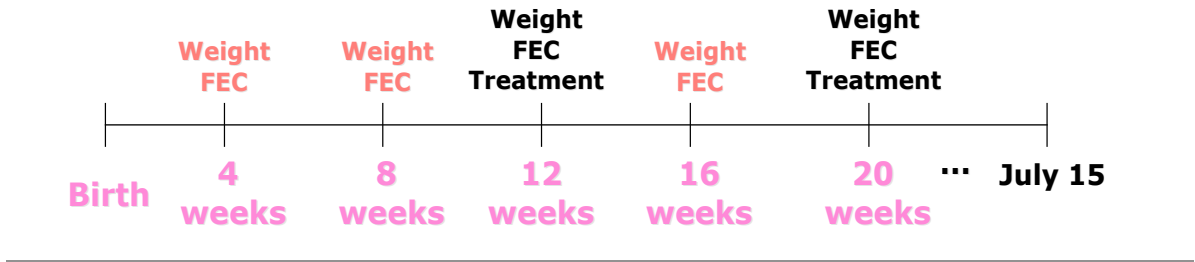 Weight
FEC
Weight
FEC
Weight
FEC
Treatment
Weight
FEC
Weight
FEC
Treatment
Birth
4
weeks
8
weeks
12
weeks
16
weeks
20
weeks
...
July 15